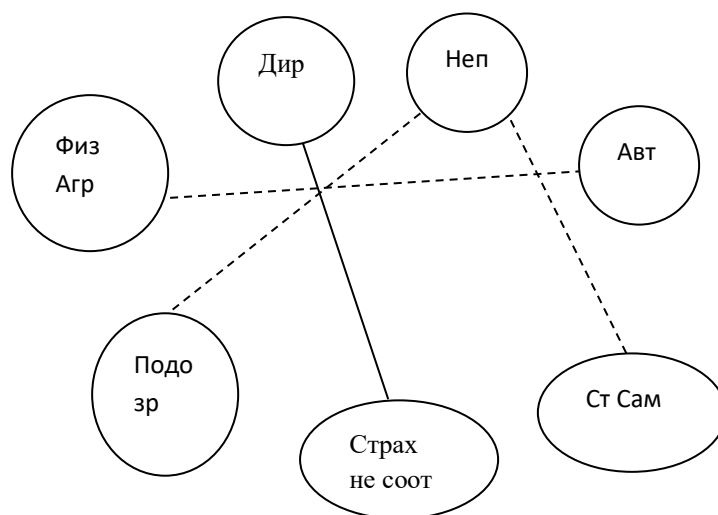 Дир
Неп
Физ
Агр
Авт
Подо
зр
Страх
не соот
Ст Сам